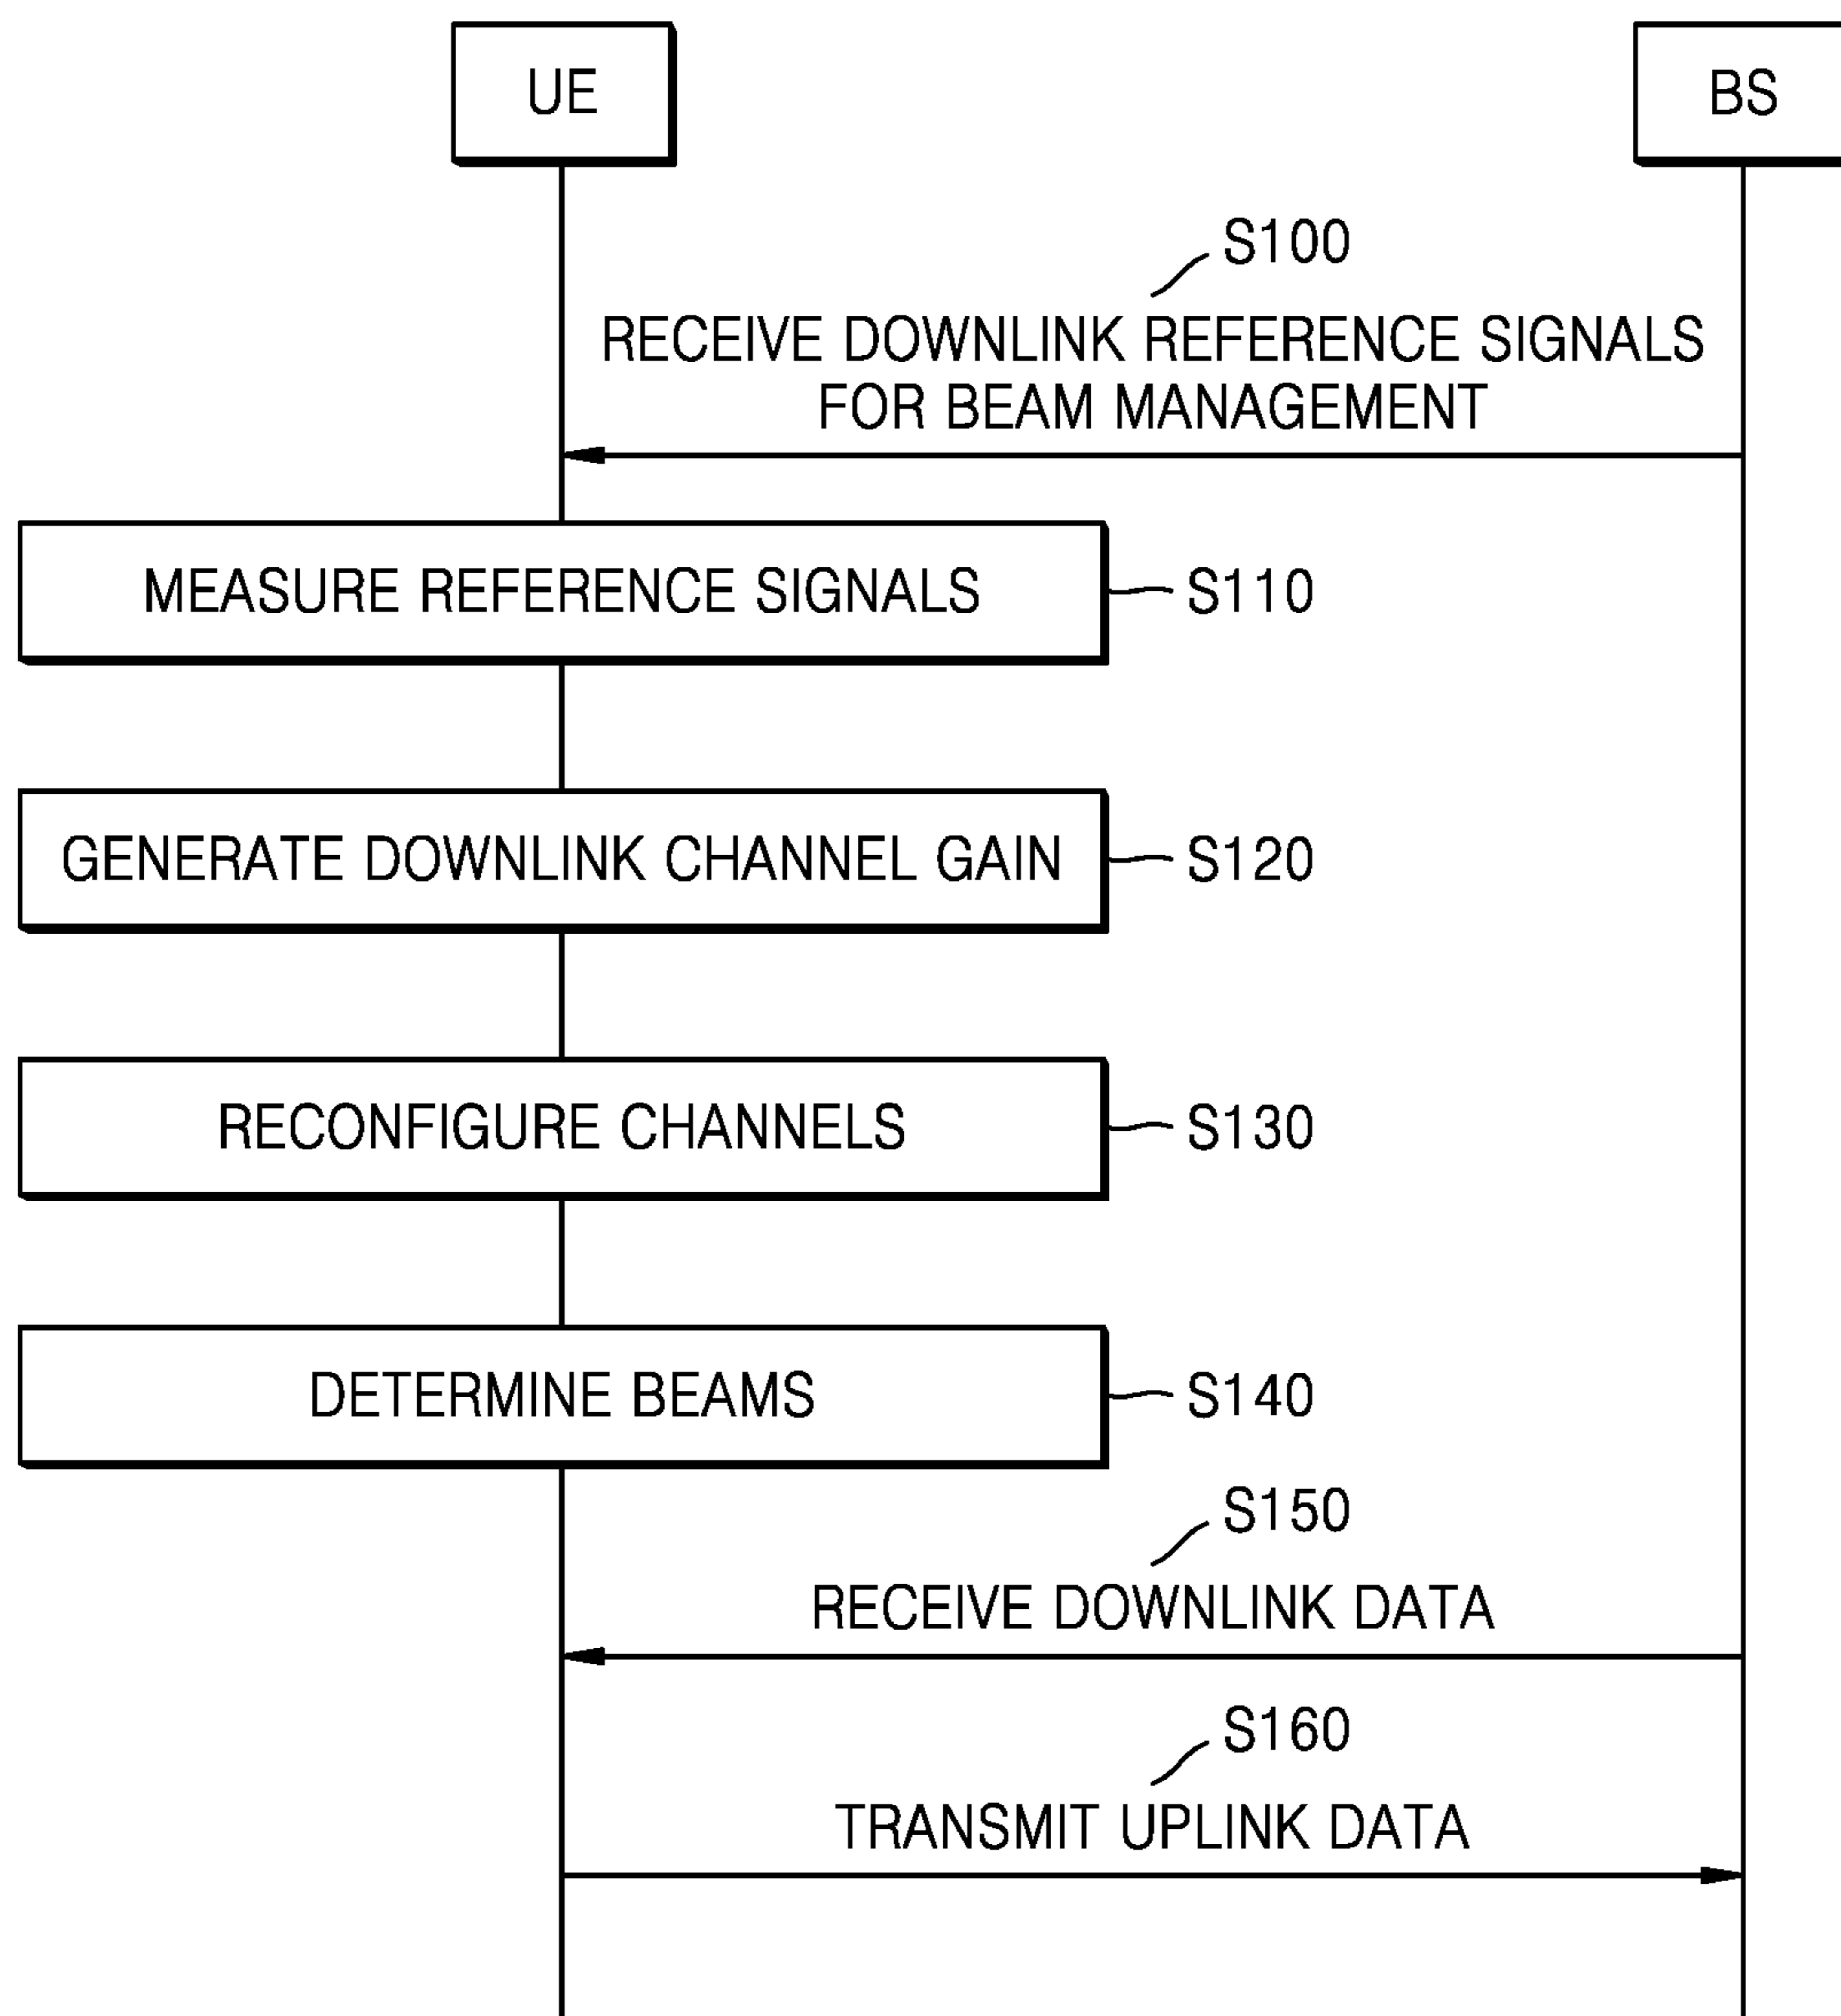 UE
BS
S100
RECEIVE DOWNLINK REFERENCE SIGNALS
FOR BEAM MANAGEMENT
MEASURE REFERENCE SIGNALS
S110
GENERATE DOWNLINK CHANNEL GAIN
S120
RECONFIGURE CHANNELS
S130
DETERMINE BEAMS
S140
S150
RECEIVE DOWNLINK DATA
S160
TRANSMIT UPLINK DATA